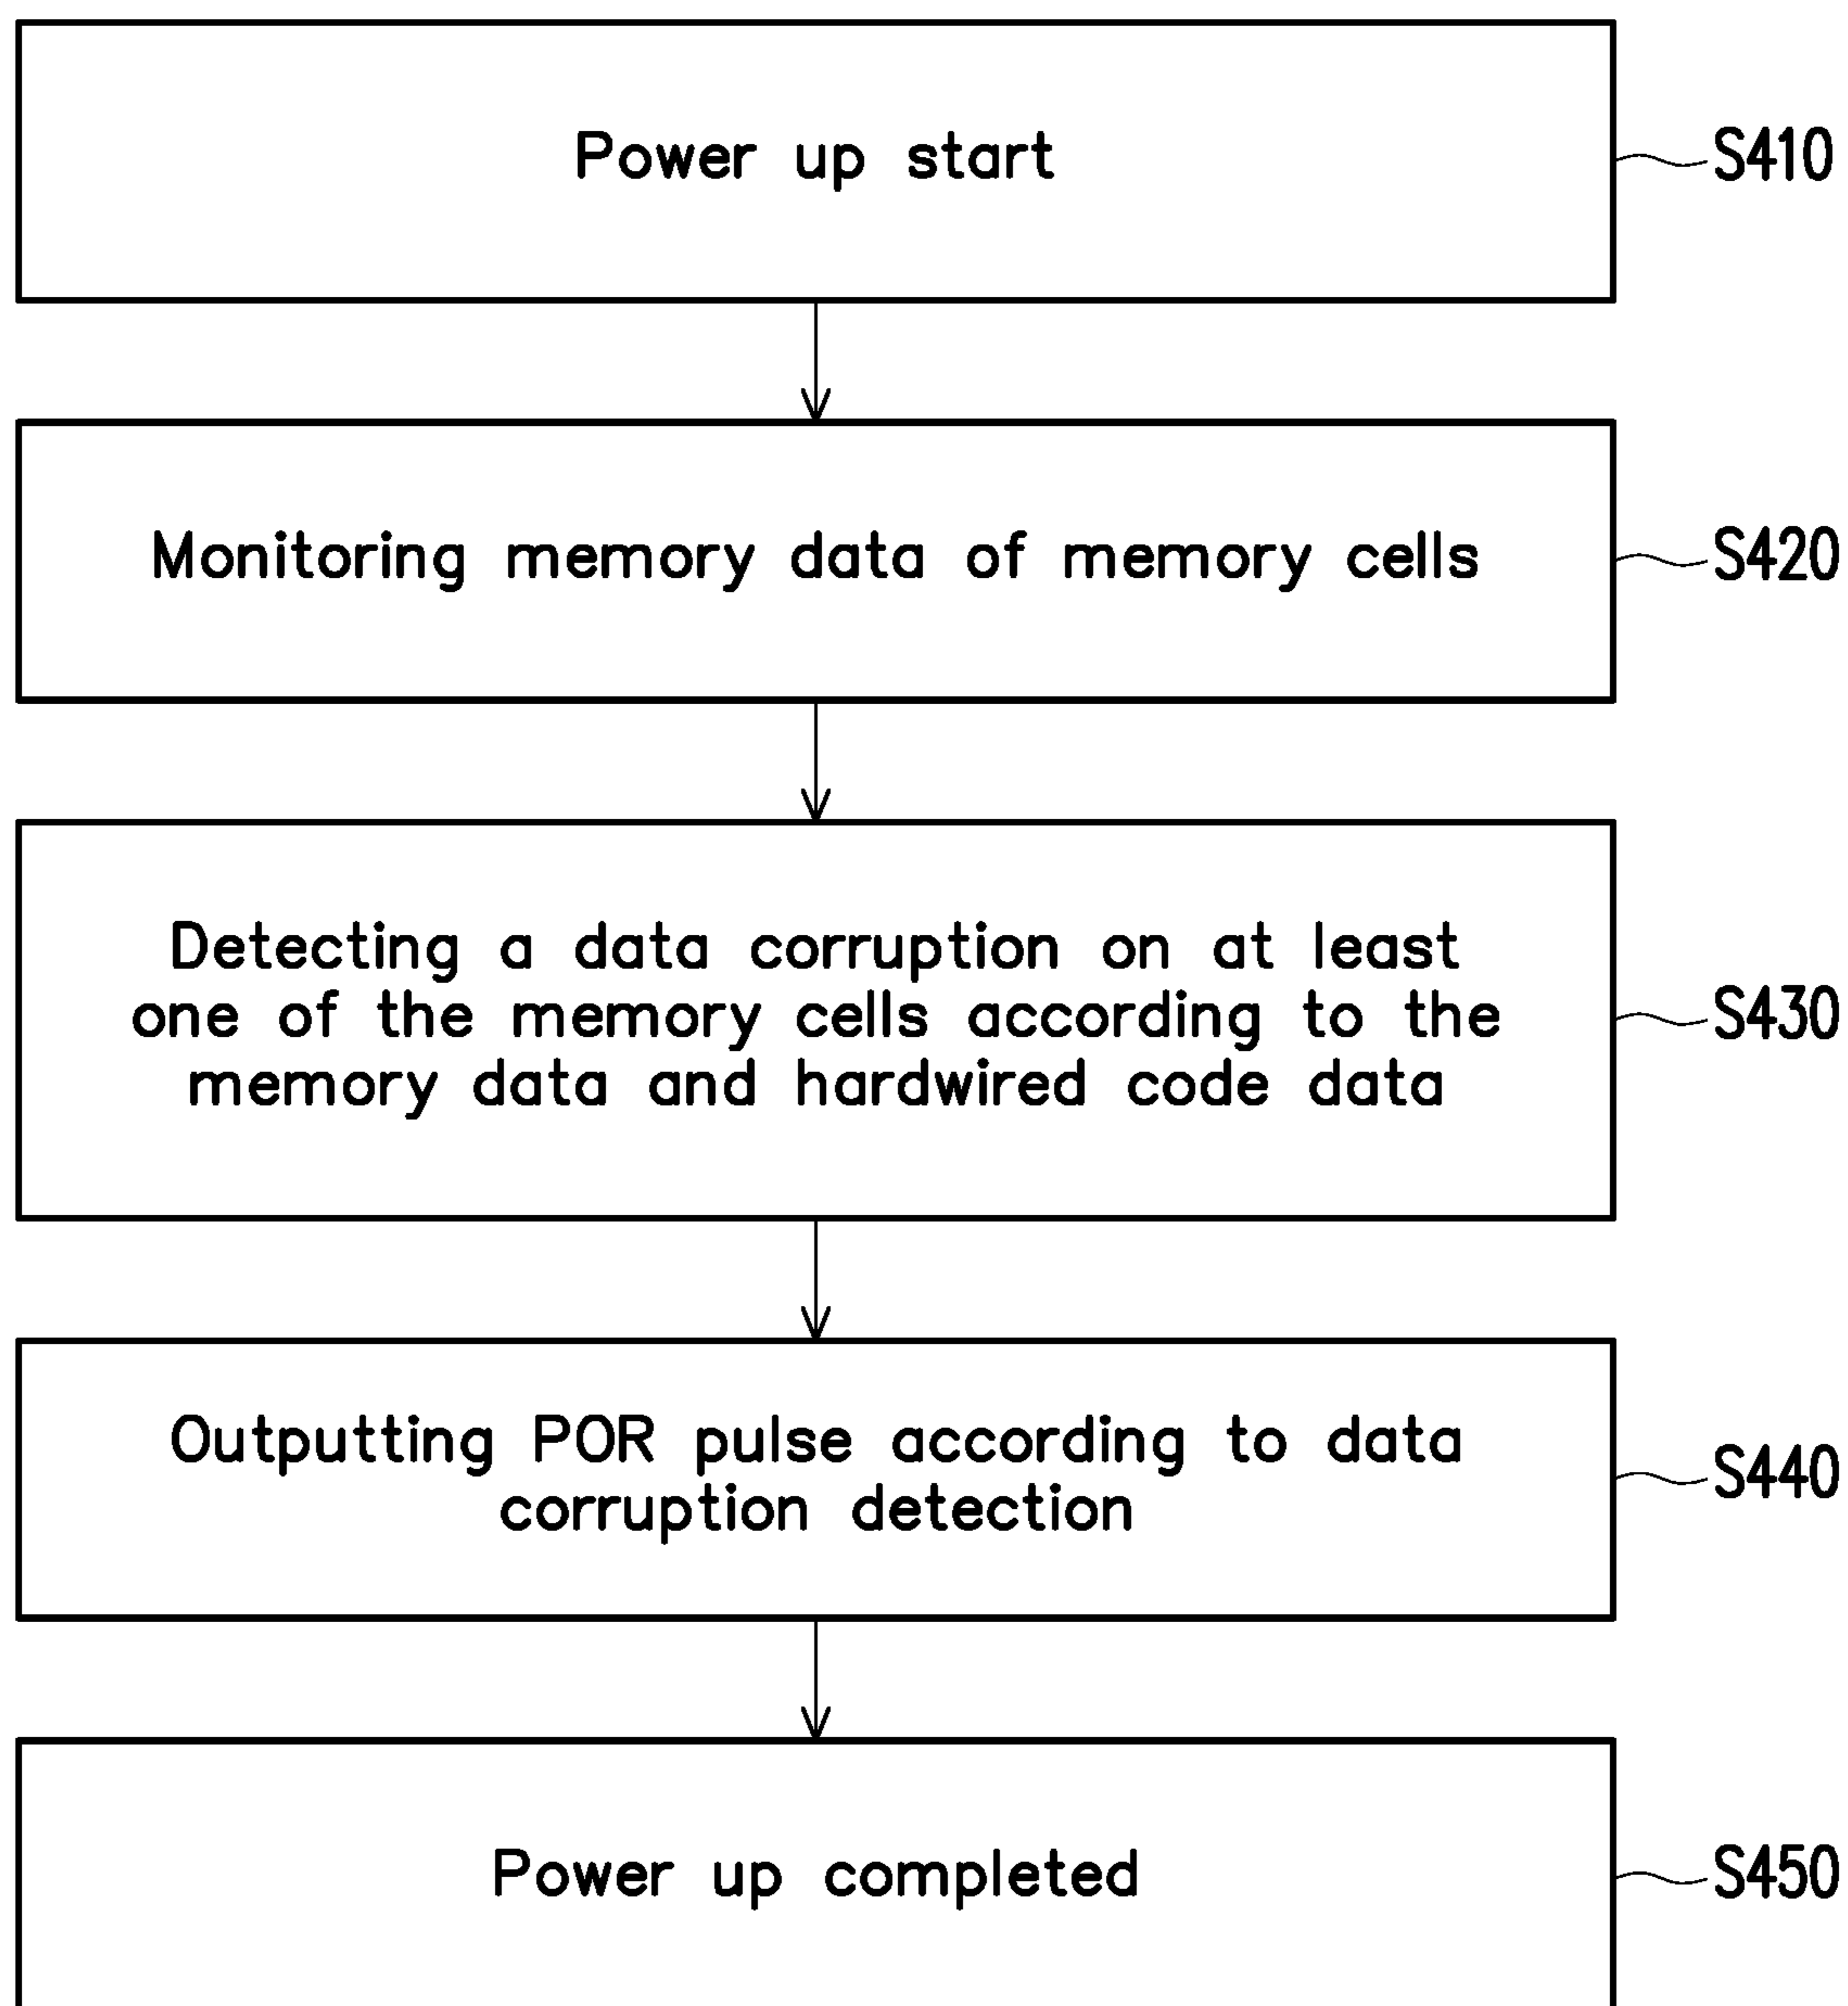 Power up start
S410
Monitoring memory data of memory cells
S420
Detecting a data corruption on at least
one of the memory cells according to the
memory data and hardwired code data
S430
Outputting POR pulse according to data
corruption detection
S440
Power up completed
S450